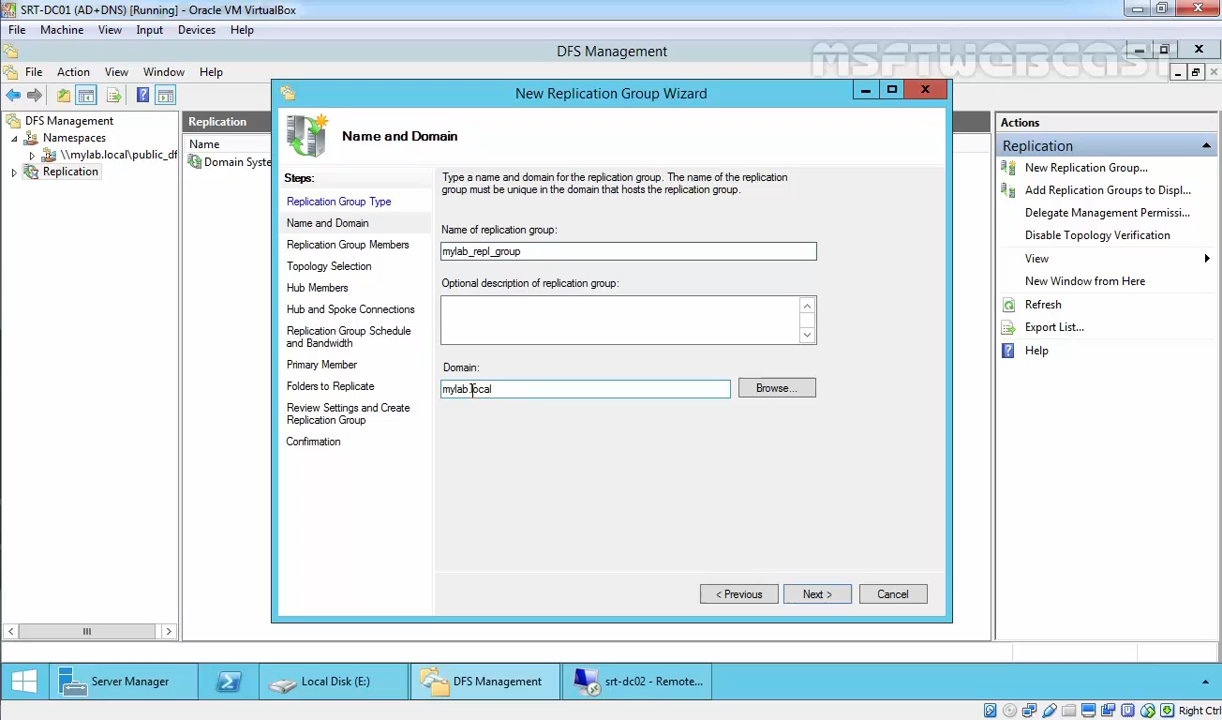 SRT-DC01 (AD+DNS) [Running] - Oracle VM VirtualBox
File Machine View Input Devices Help
MSFTWEBCAST
DFS Management
File Action View Window Help
DFS Management
Namespaces
\\mylab.local\public_df
Replication
Replication
Name
Domain Syste
New Replication Group Wizard
Name and Domain
Steps:
Replication Group Type
Name and Domain
Replication Group Members
Topology Selection
Hub Members
Hub and Spoke Connections
Replication Group Schedule
and Bandwidth
Primary Member
Folders to Replicate
Review Settings and Create
Replication Group
Confirmation
Type a name and domain for the replication group. The name of the replication
group must be unique in the domain that hosts the replication group.
Name of replication group:
mylab_repl_group
Optional description of replication group:
Domain:
mylab.local
Browse...
< Previous
Next >
Cancel
Actions
Replication
New Replication Group...
Add Replication Groups to Displ...
Delegate Management Permissi...
Disable Topology Verification
View
New Window from Here
Refresh
Export List...
Help
Server Manager
Local Disk (E:)
DFS Management
srt-dc02 - Remote...
Right Ctrl